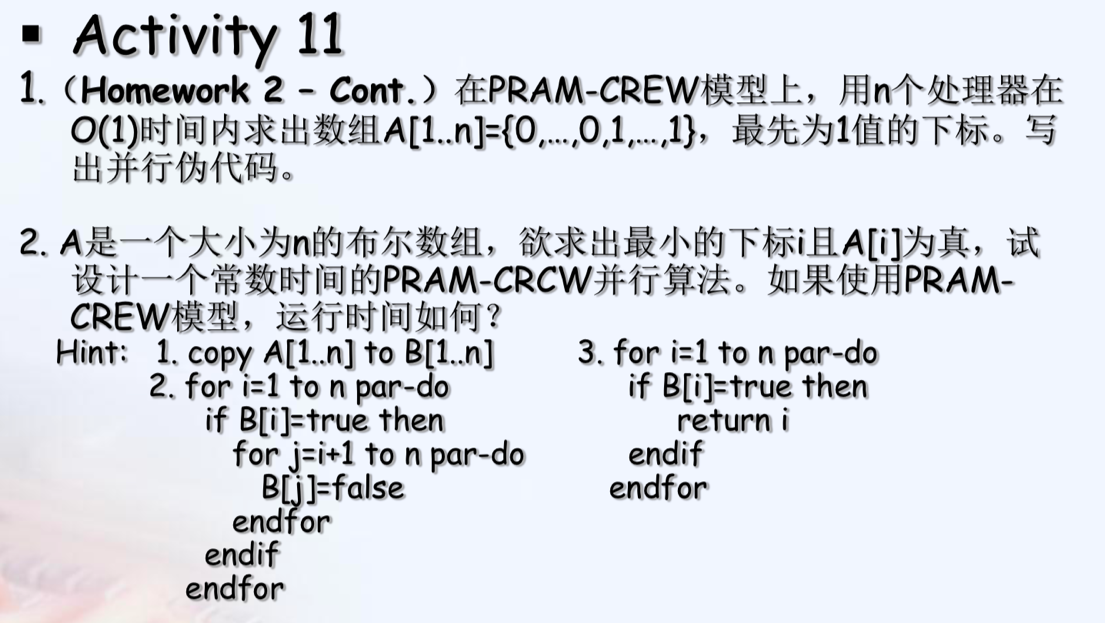 ▪ Activity 11
1.（Homework 2 – Cont.）在PRAM-CREW模型上，用n个处理器在
O(1)时间内求出数组A[1..n]={0,…,0,1,…,1}，最先为1值的下标。写
出并行伪代码。
2. A是一个大小为n的布尔数组，欲求出最小的下标i且A[i]为真，试
设计一个常数时间的PRAM-CRCW并行算法。如果使用PRAM-
CREW模型，运行时间如何？
Hint: 1. copy A[1..n] to B[1..n]
2. for i=1 to n par-do
if B[i]=true then
for j=i+1 to n par-do
B[j]=false
endfor
endif
endfor
3. for i=1 to n par-do
if B[i]=true then
return i
endif
endfor